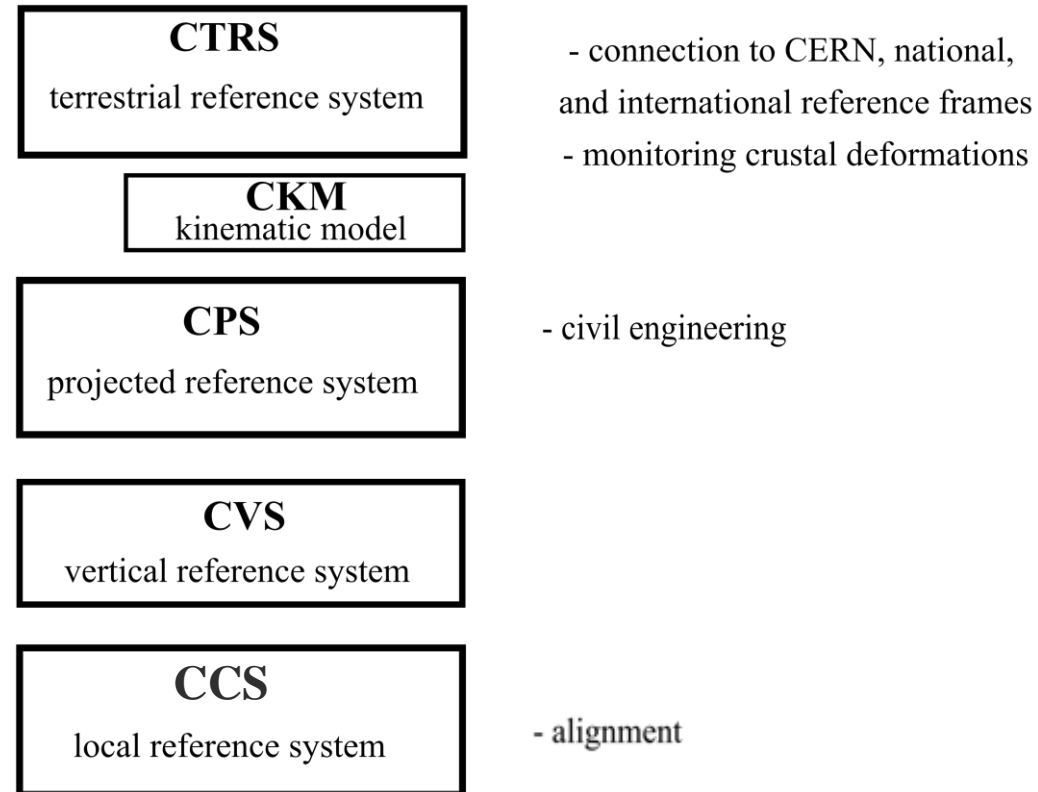 CTRS
terrestrial reference system
- connection to CERN, national,
and international reference frames
- monitoring crustal deformations
CKM
kinematic model
CPS
projected reference system
- civil engineering
CVS
vertical reference system
CCS
local reference system
- alignment